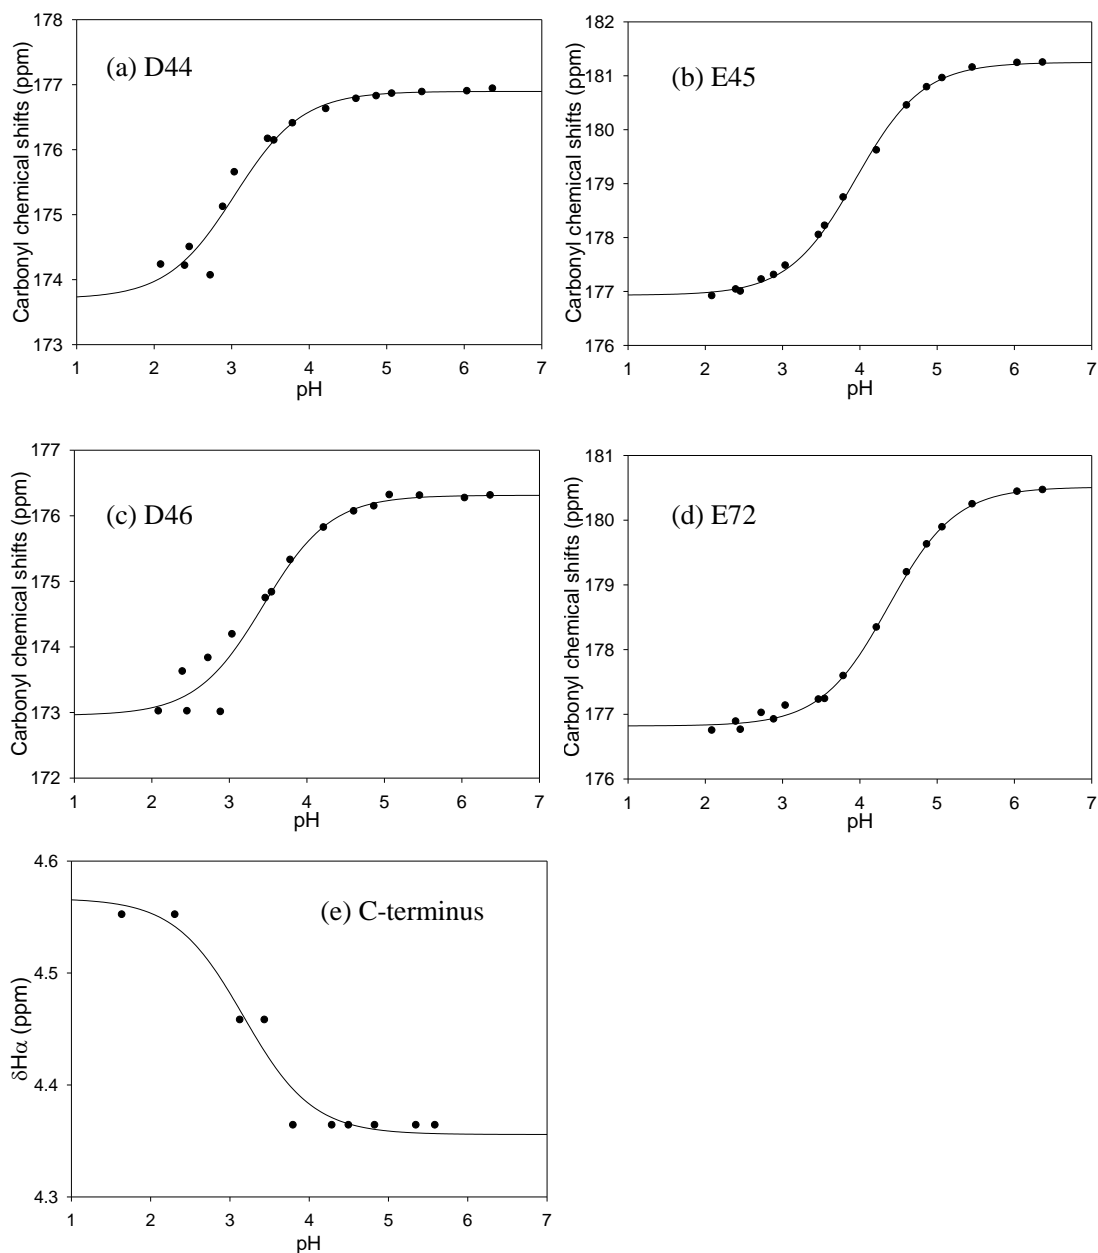 (a) D44
Carbonyl chemical shifts (ppm)
178
177
176
175
174
173
1 2 3 4 5 6 7
pH
(b) E45
Carbonyl chemical shifts (ppm)
182
181
180
179
178
177
176
1 2 3 4 5 6 7
pH
(c) D46
Carbonyl chemical shifts (ppm)
177
176
175
174
173
172
1 2 3 4 5 6 7
pH
(d) E72
Carbonyl chemical shifts (ppm)
181
180
179
178
177
176
1 2 3 4 5 6 7
pH
(e) C-terminus
δHα (ppm)
4.6
4.5
4.4
4.3
1 2 3 4 5 6 7
pH